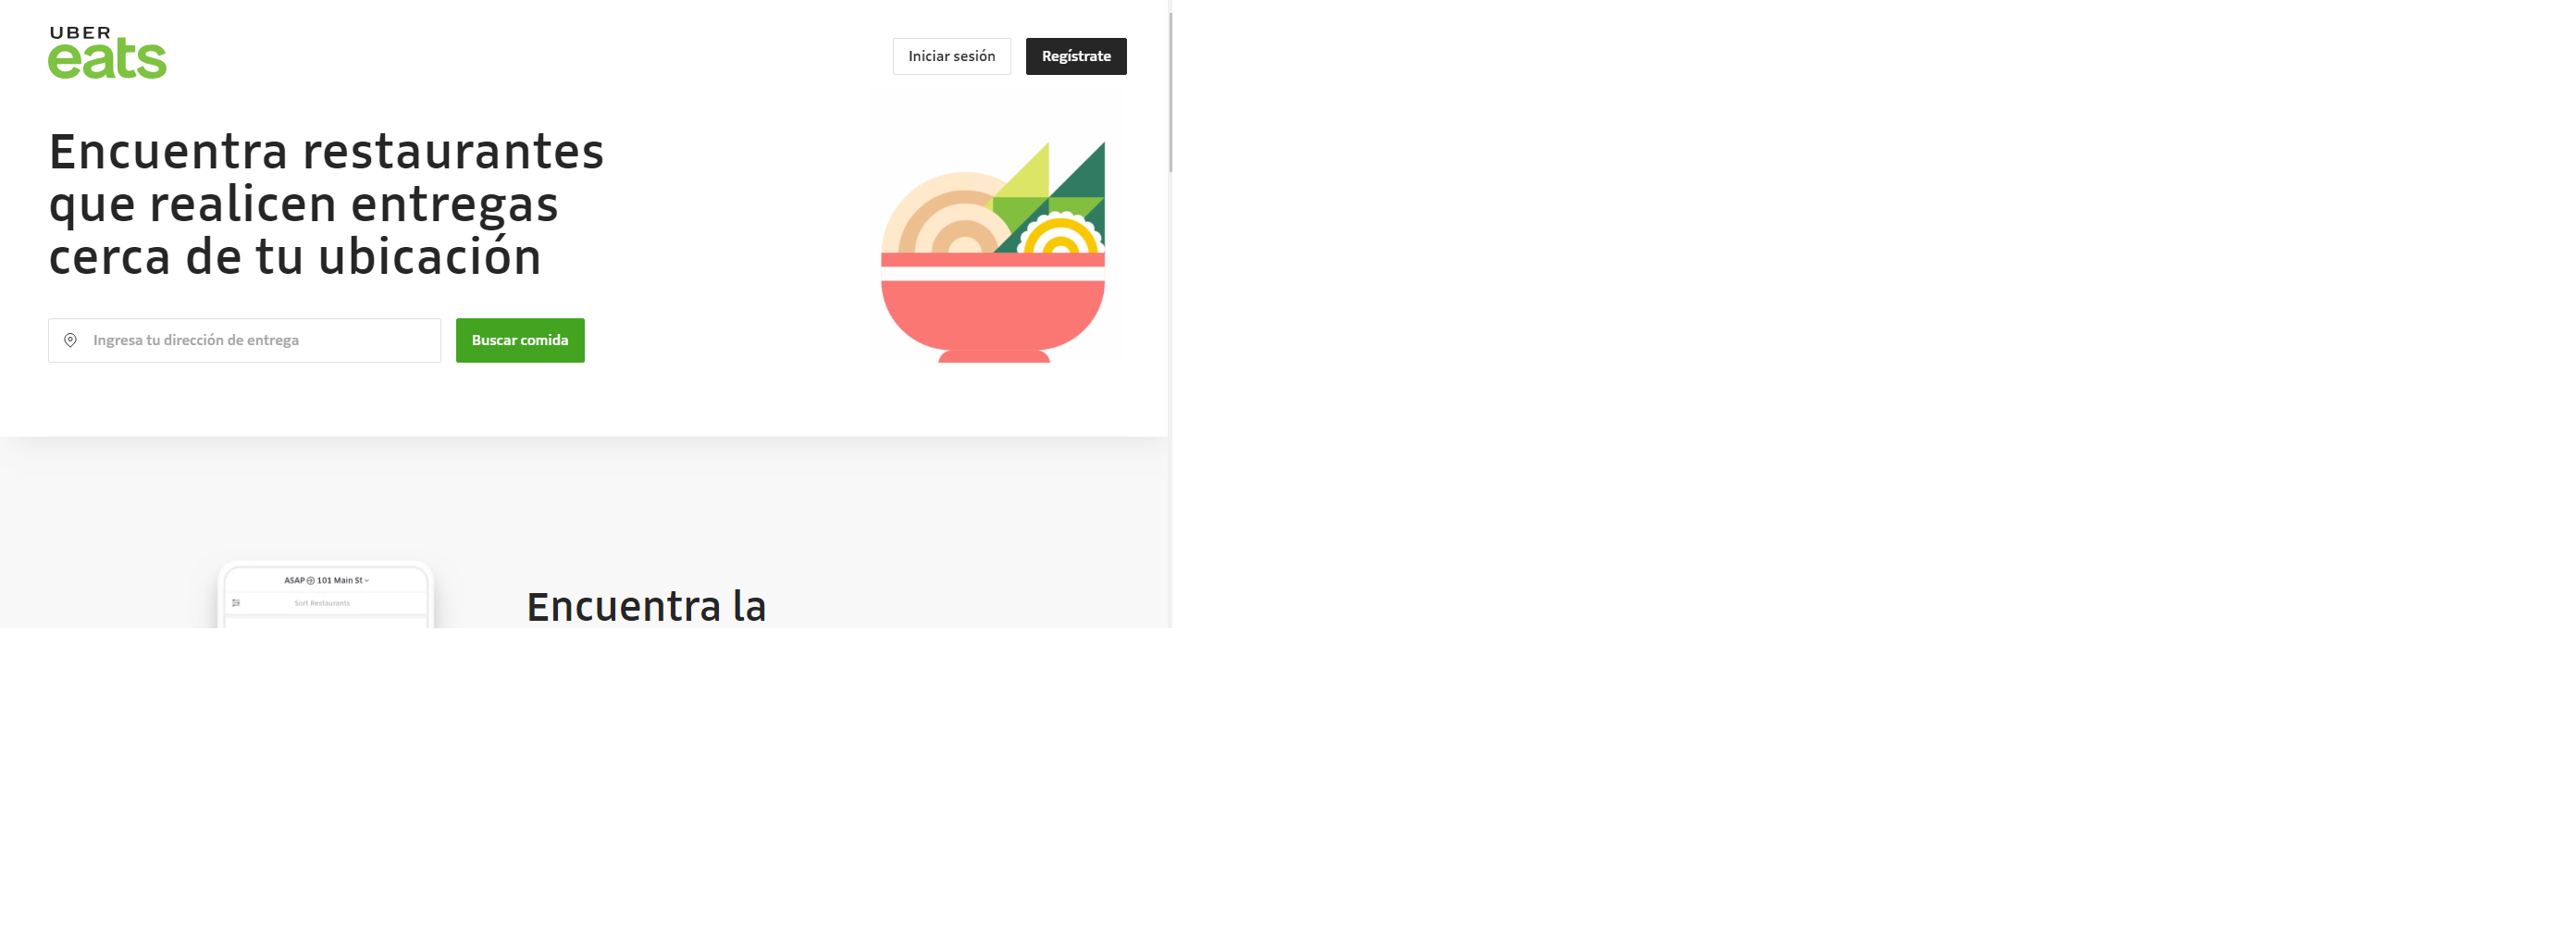 UBER
eats
Iniciar sesión
Regístrate
Encuentra restaurantes
que realicen entregas
cerca de tu ubicación
Ingresa tu dirección de entrega
Buscar comida
ASAP 101 Main St
Sort Restaurants
Encuentra la